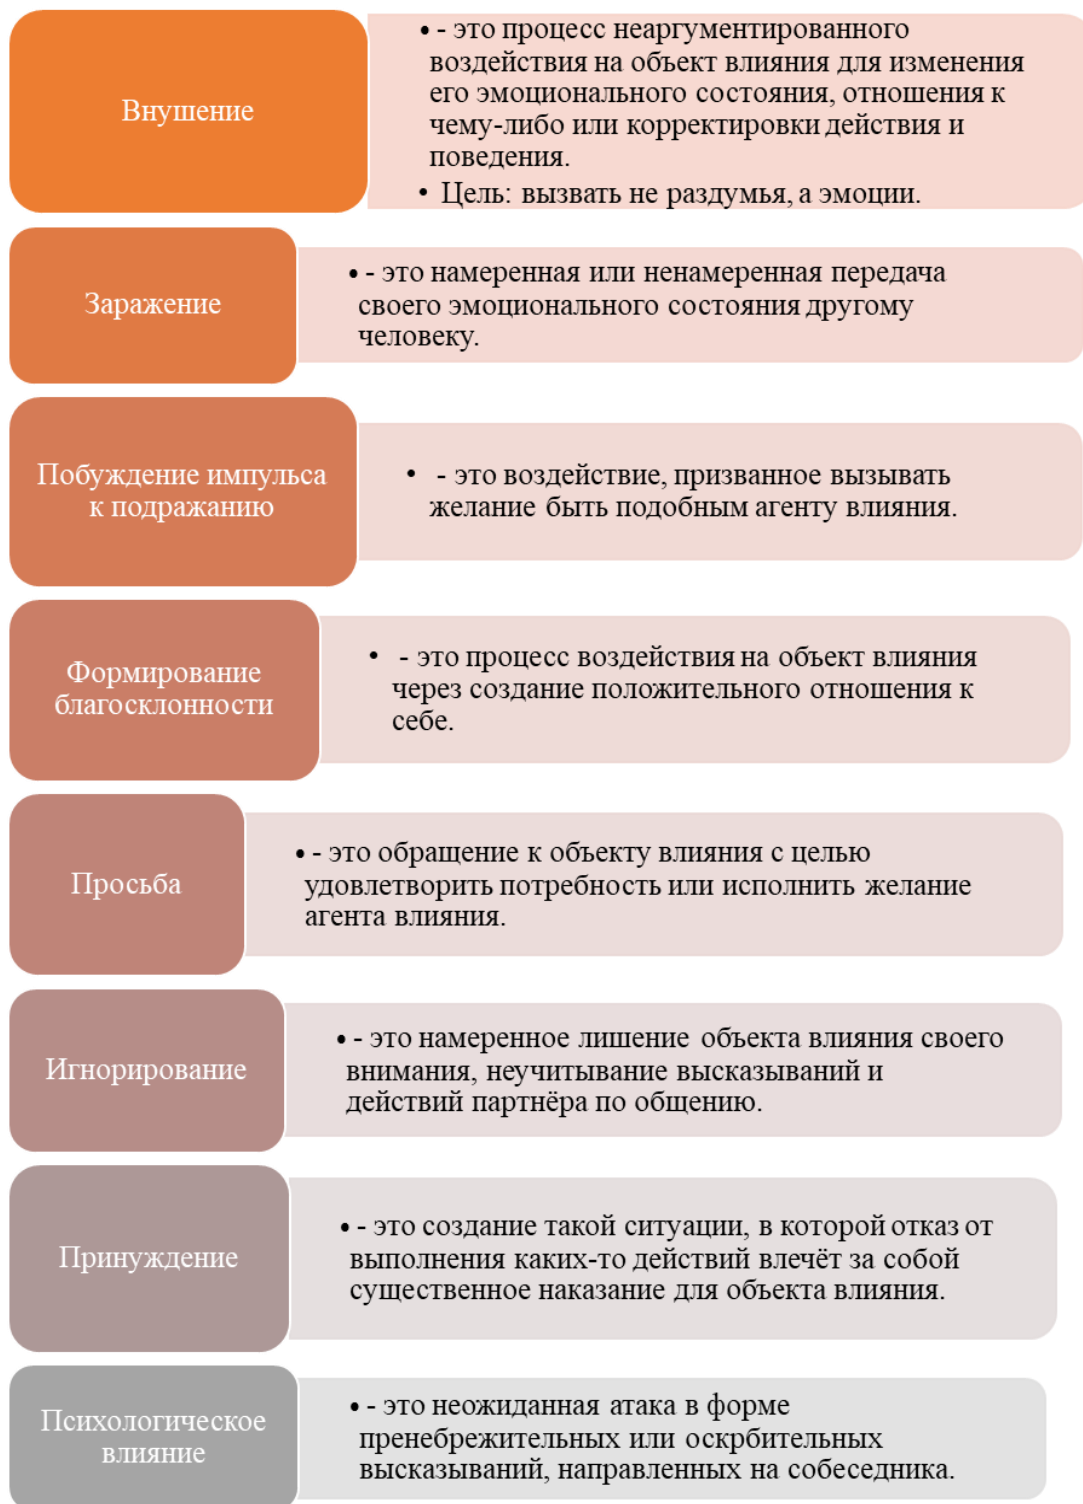 Внушение
• - это процесс неаргументированного
воздействия на объект влияния для изменения
его эмоционального состояния, отношения к
чему-либо или корректировки действия и
поведения.
• Цель: вызвать не раздумья, а эмоции.
Заражение
• - это намеренная или ненамеренная передача
своего эмоционального состояния другому
человеку.
Побуждение импульса
к подражанию
• - это воздействие, призванное вызывать
желание быть подобным агенту влияния.
Формирование
благосклонности
• - это процесс воздействия на объект влияния
через создание положительного отношения к
себе.
Просьба
• - это обращение к объекту влияния с целью
удовлетворить потребность или исполнить желание
агента влияния.
Игнорирование
• - это намеренное лишение объекта влияния своего
внимания, неучитывание высказываний и
действий партнёра по общению.
Принуждение
• - это создание такой ситуации, в которой отказ от
выполнения каких-то действий влечёт за собой
существенное наказание для объекта влияния.
Психологическое
влияние
• - это неожиданная атака в форме
пренебрежительных или оскрбительных
высказываний, направленных на собеседника.